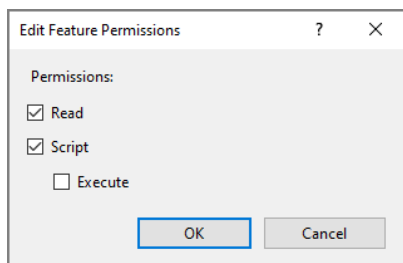 Edit Feature Permissions ?
Permissions:
Read
Script
Execute
OK Cancel